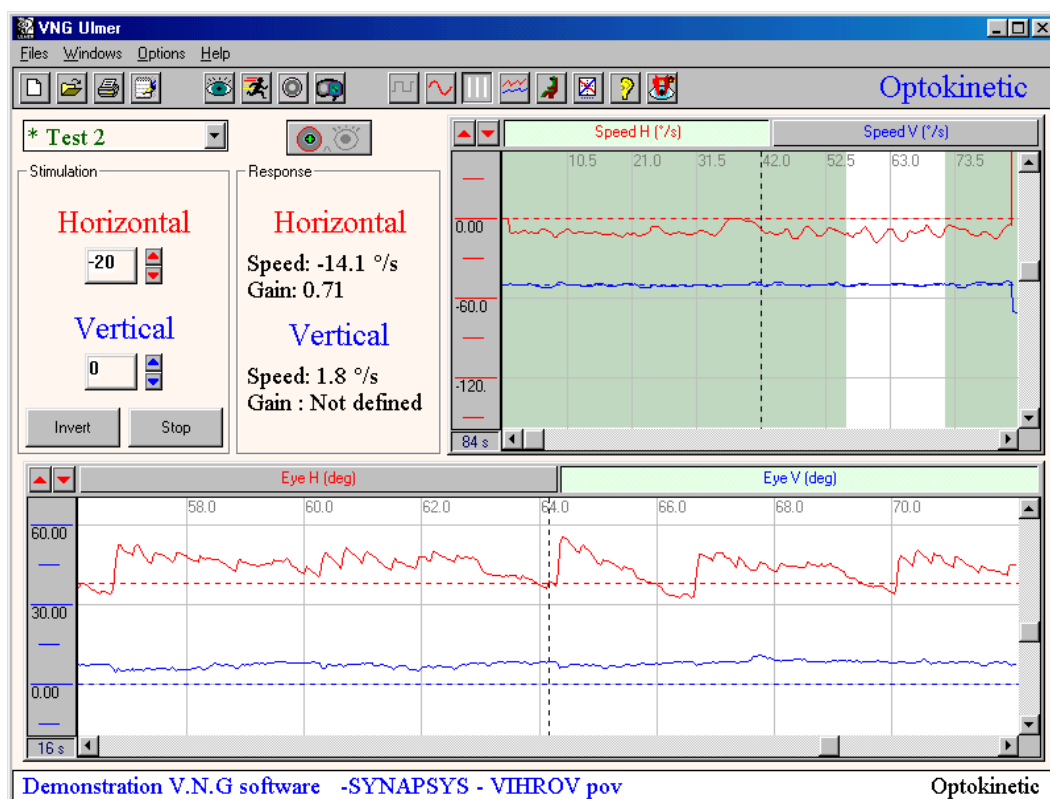 VNG Ulmer
Files Windows Options Help
Optokinetic
* Test 2
Stimulation
Horizontal
-20
Vertical
0
Invert Stop
Response
Horizontal
Speed: -14.1 °/s
Gain: 0.71
Vertical
Speed: 1.8 °/s
Gain : Not defined
Speed H (°/s) Speed V (°/s)
10.5 21.0 31.5 42.0 52.5 63.0 73.5
0.00
-60.0
-120.
84 s
Eye H (deg) Eye V (deg)
58.0 60.0 62.0 64.0 66.0 68.0 70.0
60.00
30.00
0.00
16 s
Demonstration V.N.G software -SYNAPSYS - VIHROV pov Optokinetic